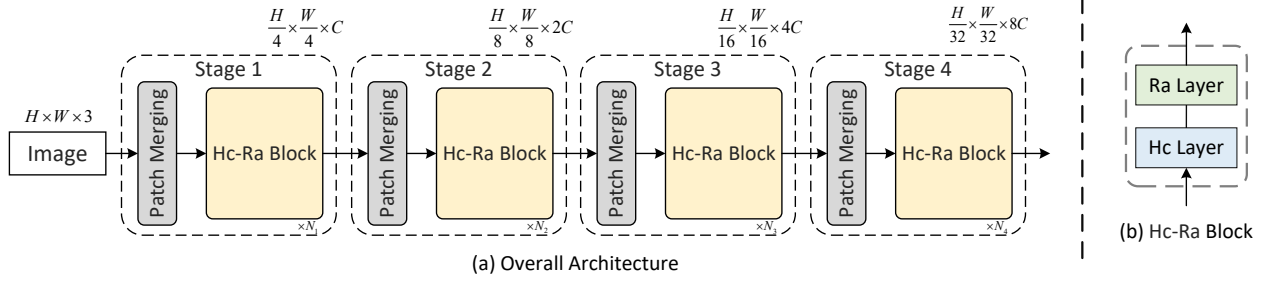 H/4 × W/4 × C
H/8 × W/8 × 2C
H/16 × W/16 × 4C
H/32 × W/32 × 8C
Stage 1
Stage 2
Stage 3
Stage 4
H × W × 3
Image
Patch Merging
Hc-Ra Block
×N₁
Patch Merging
Hc-Ra Block
×N₂
Patch Merging
Hc-Ra Block
×N₃
Patch Merging
Hc-Ra Block
×N₄
(a) Overall Architecture
Ra Layer
Hc Layer
(b) Hc-Ra Block